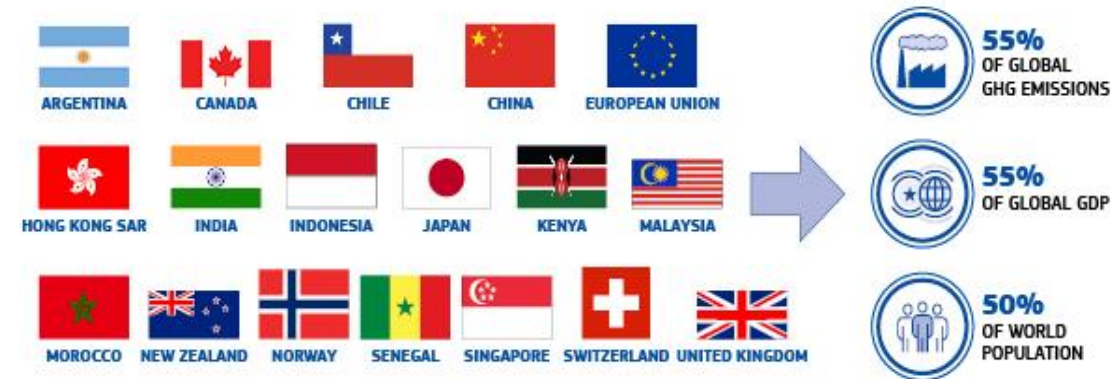 ARGENTINA
CANADA
CHILE
CHINA
EUROPEAN UNION
55%
OF GLOBAL
GHG EMISSIONS
HONG KONG SAR
INDIA
INDONESIA
JAPAN
KENYA
MALAYSIA
55%
OF GLOBAL GDP
MOROCCO
NEW ZEALAND
NORWAY
SENEGAL
SINGAPORE
SWITZERLAND
UNITED KINGDOM
50%
OF WORLD
POPULATION